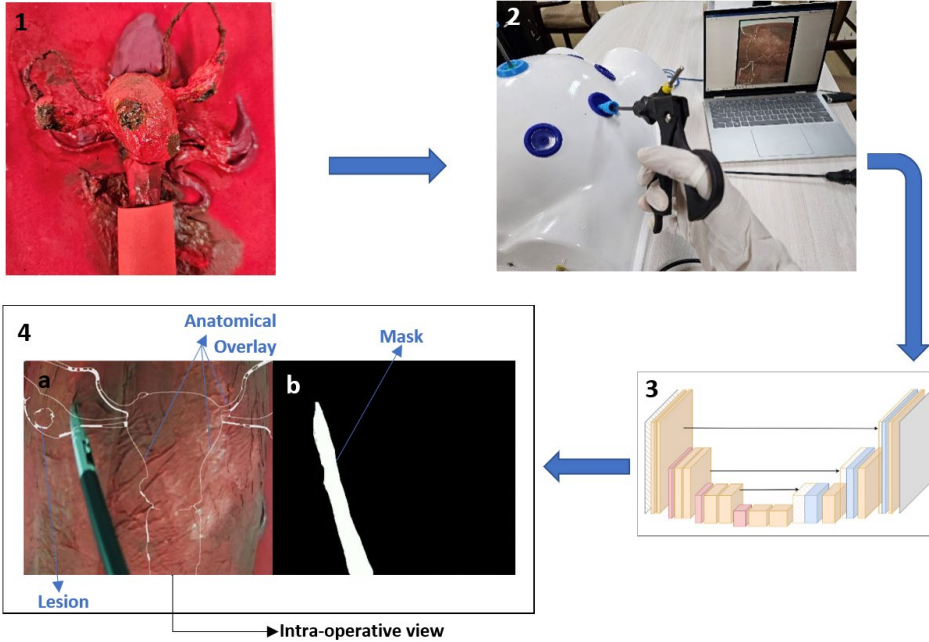 1
2
3
4
Anatomical
Overlay
Mask
a
b
Lesion
Intra-operative view